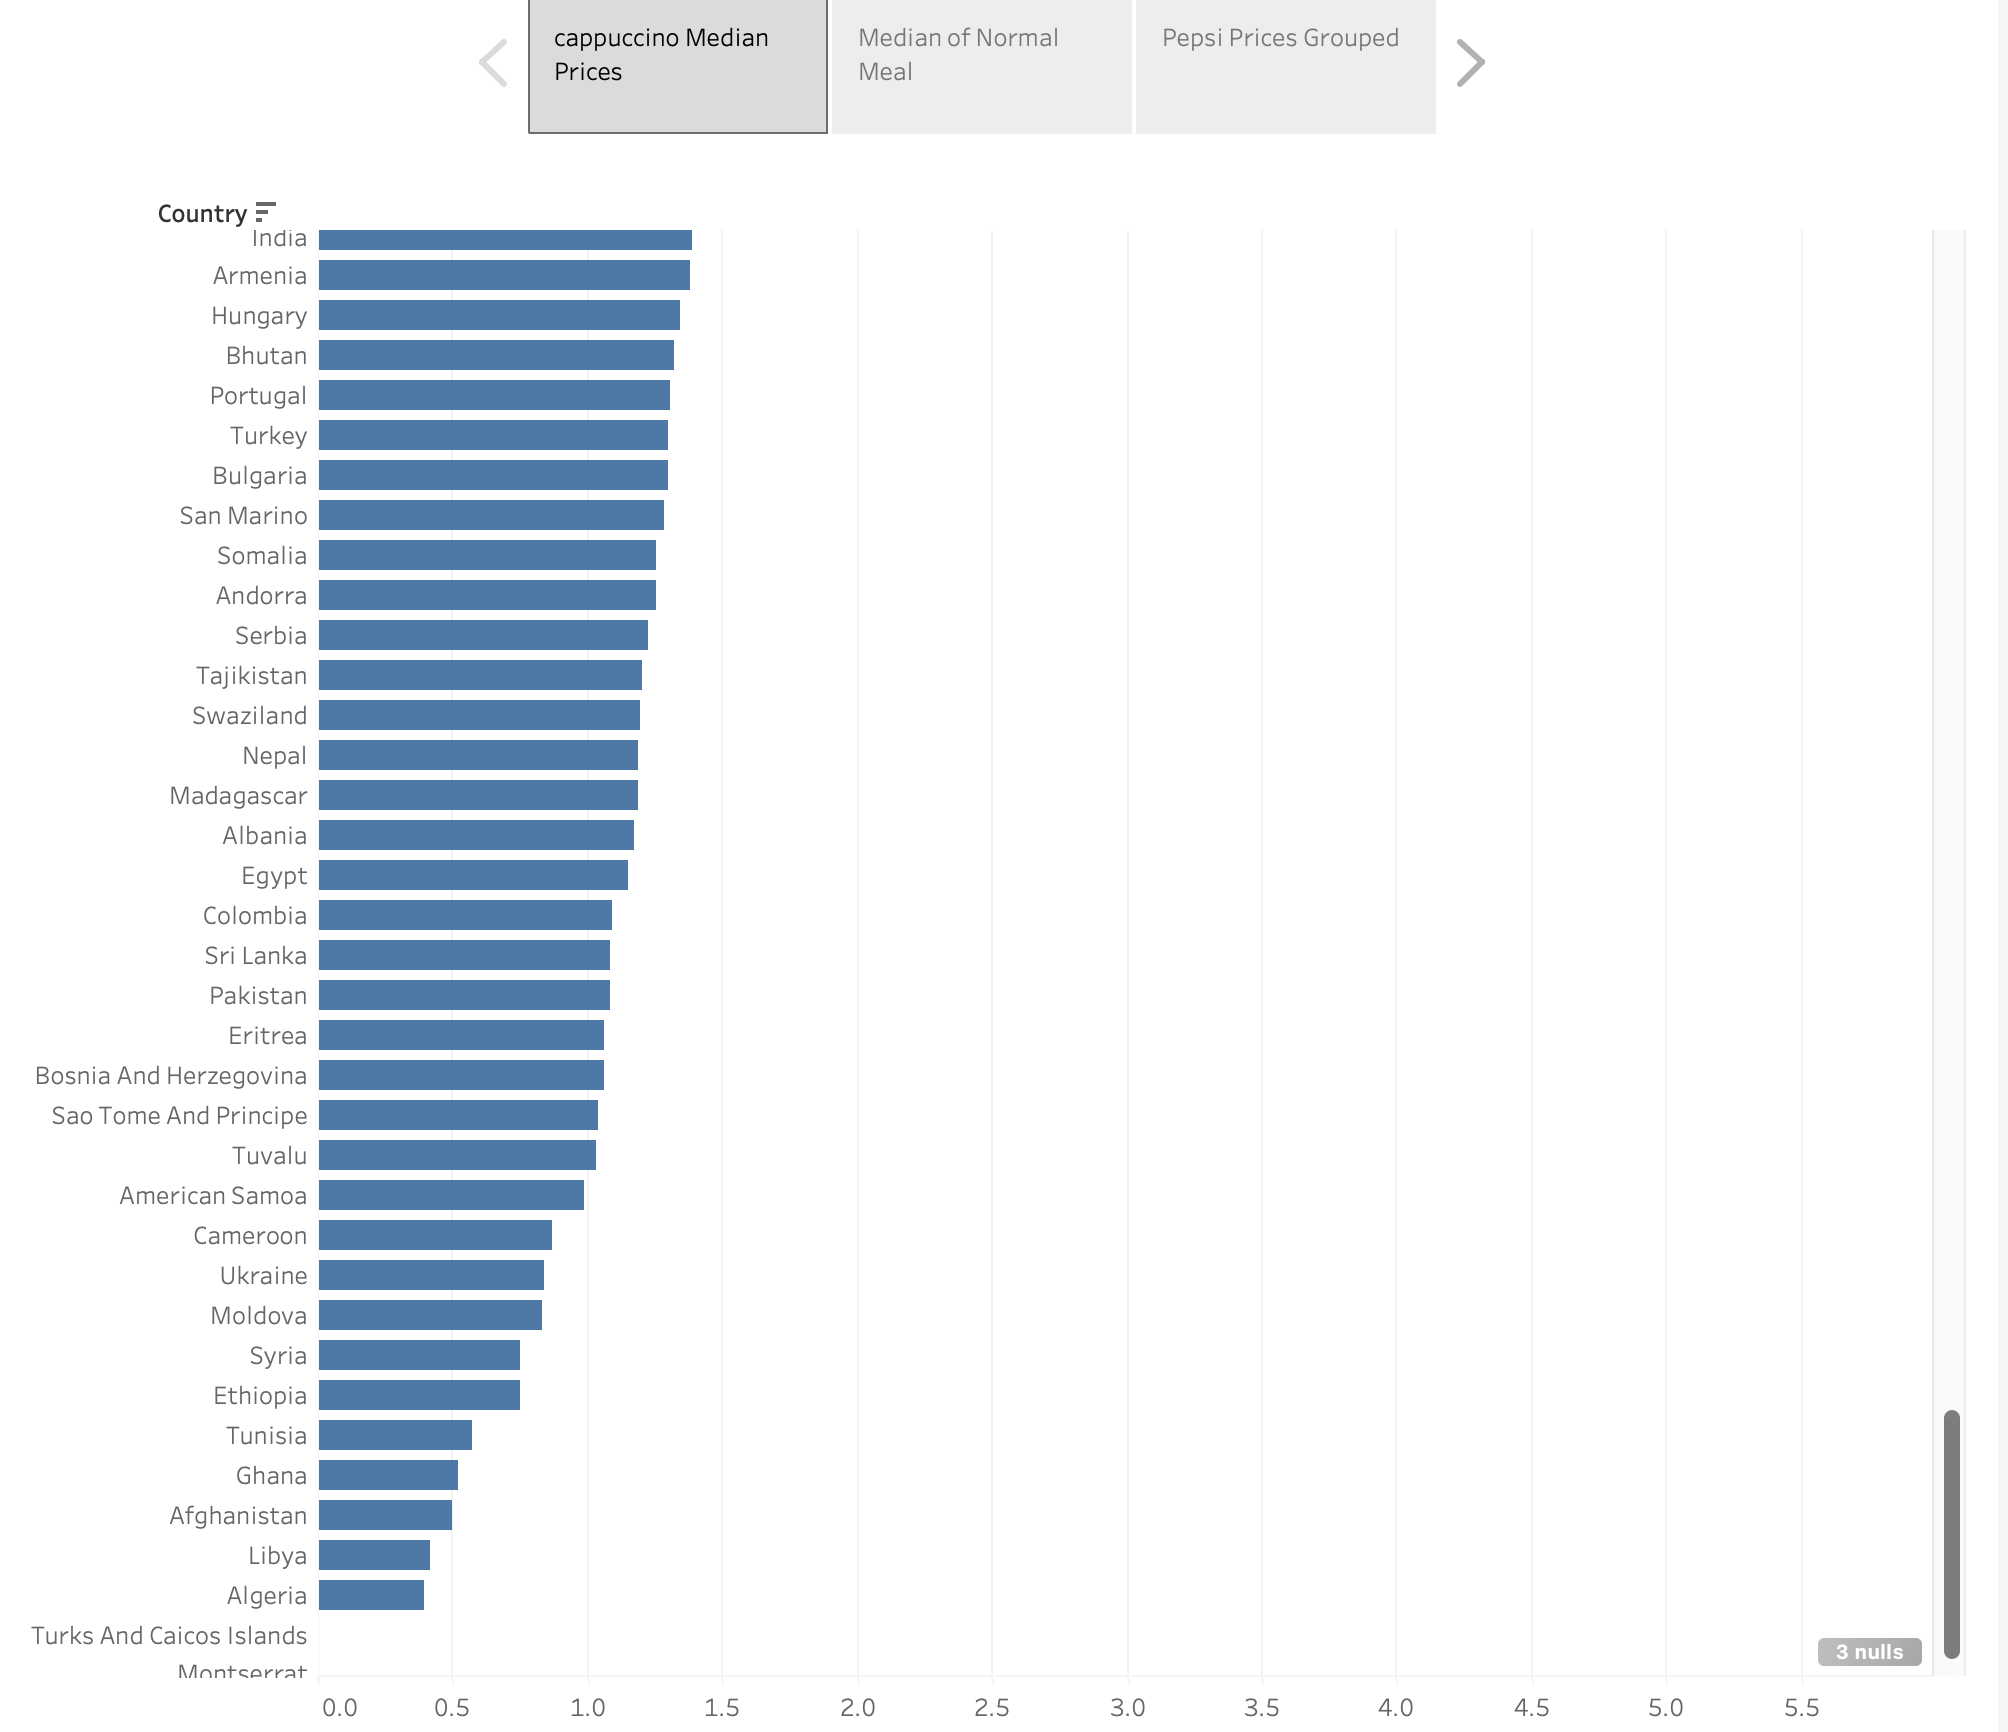 cappuccino Median
Prices
Median of Normal
Meal
Pepsi Prices Grouped
Country
India
Armenia
Hungary
Bhutan
Portugal
Turkey
Bulgaria
San Marino
Somalia
Andorra
Serbia
Tajikistan
Swaziland
Nepal
Madagascar
Albania
Egypt
Colombia
Sri Lanka
Pakistan
Eritrea
Bosnia And Herzegovina
Sao Tome And Principe
Tuvalu
American Samoa
Cameroon
Ukraine
Moldova
Syria
Ethiopia
Tunisia
Ghana
Afghanistan
Libya
Algeria
Turks And Caicos Islands
3 nulls
Montserrat
0.0 0.5 1.0 1.5 2.0 2.5 3.0 3.5 4.0 4.5 5.0 5.5